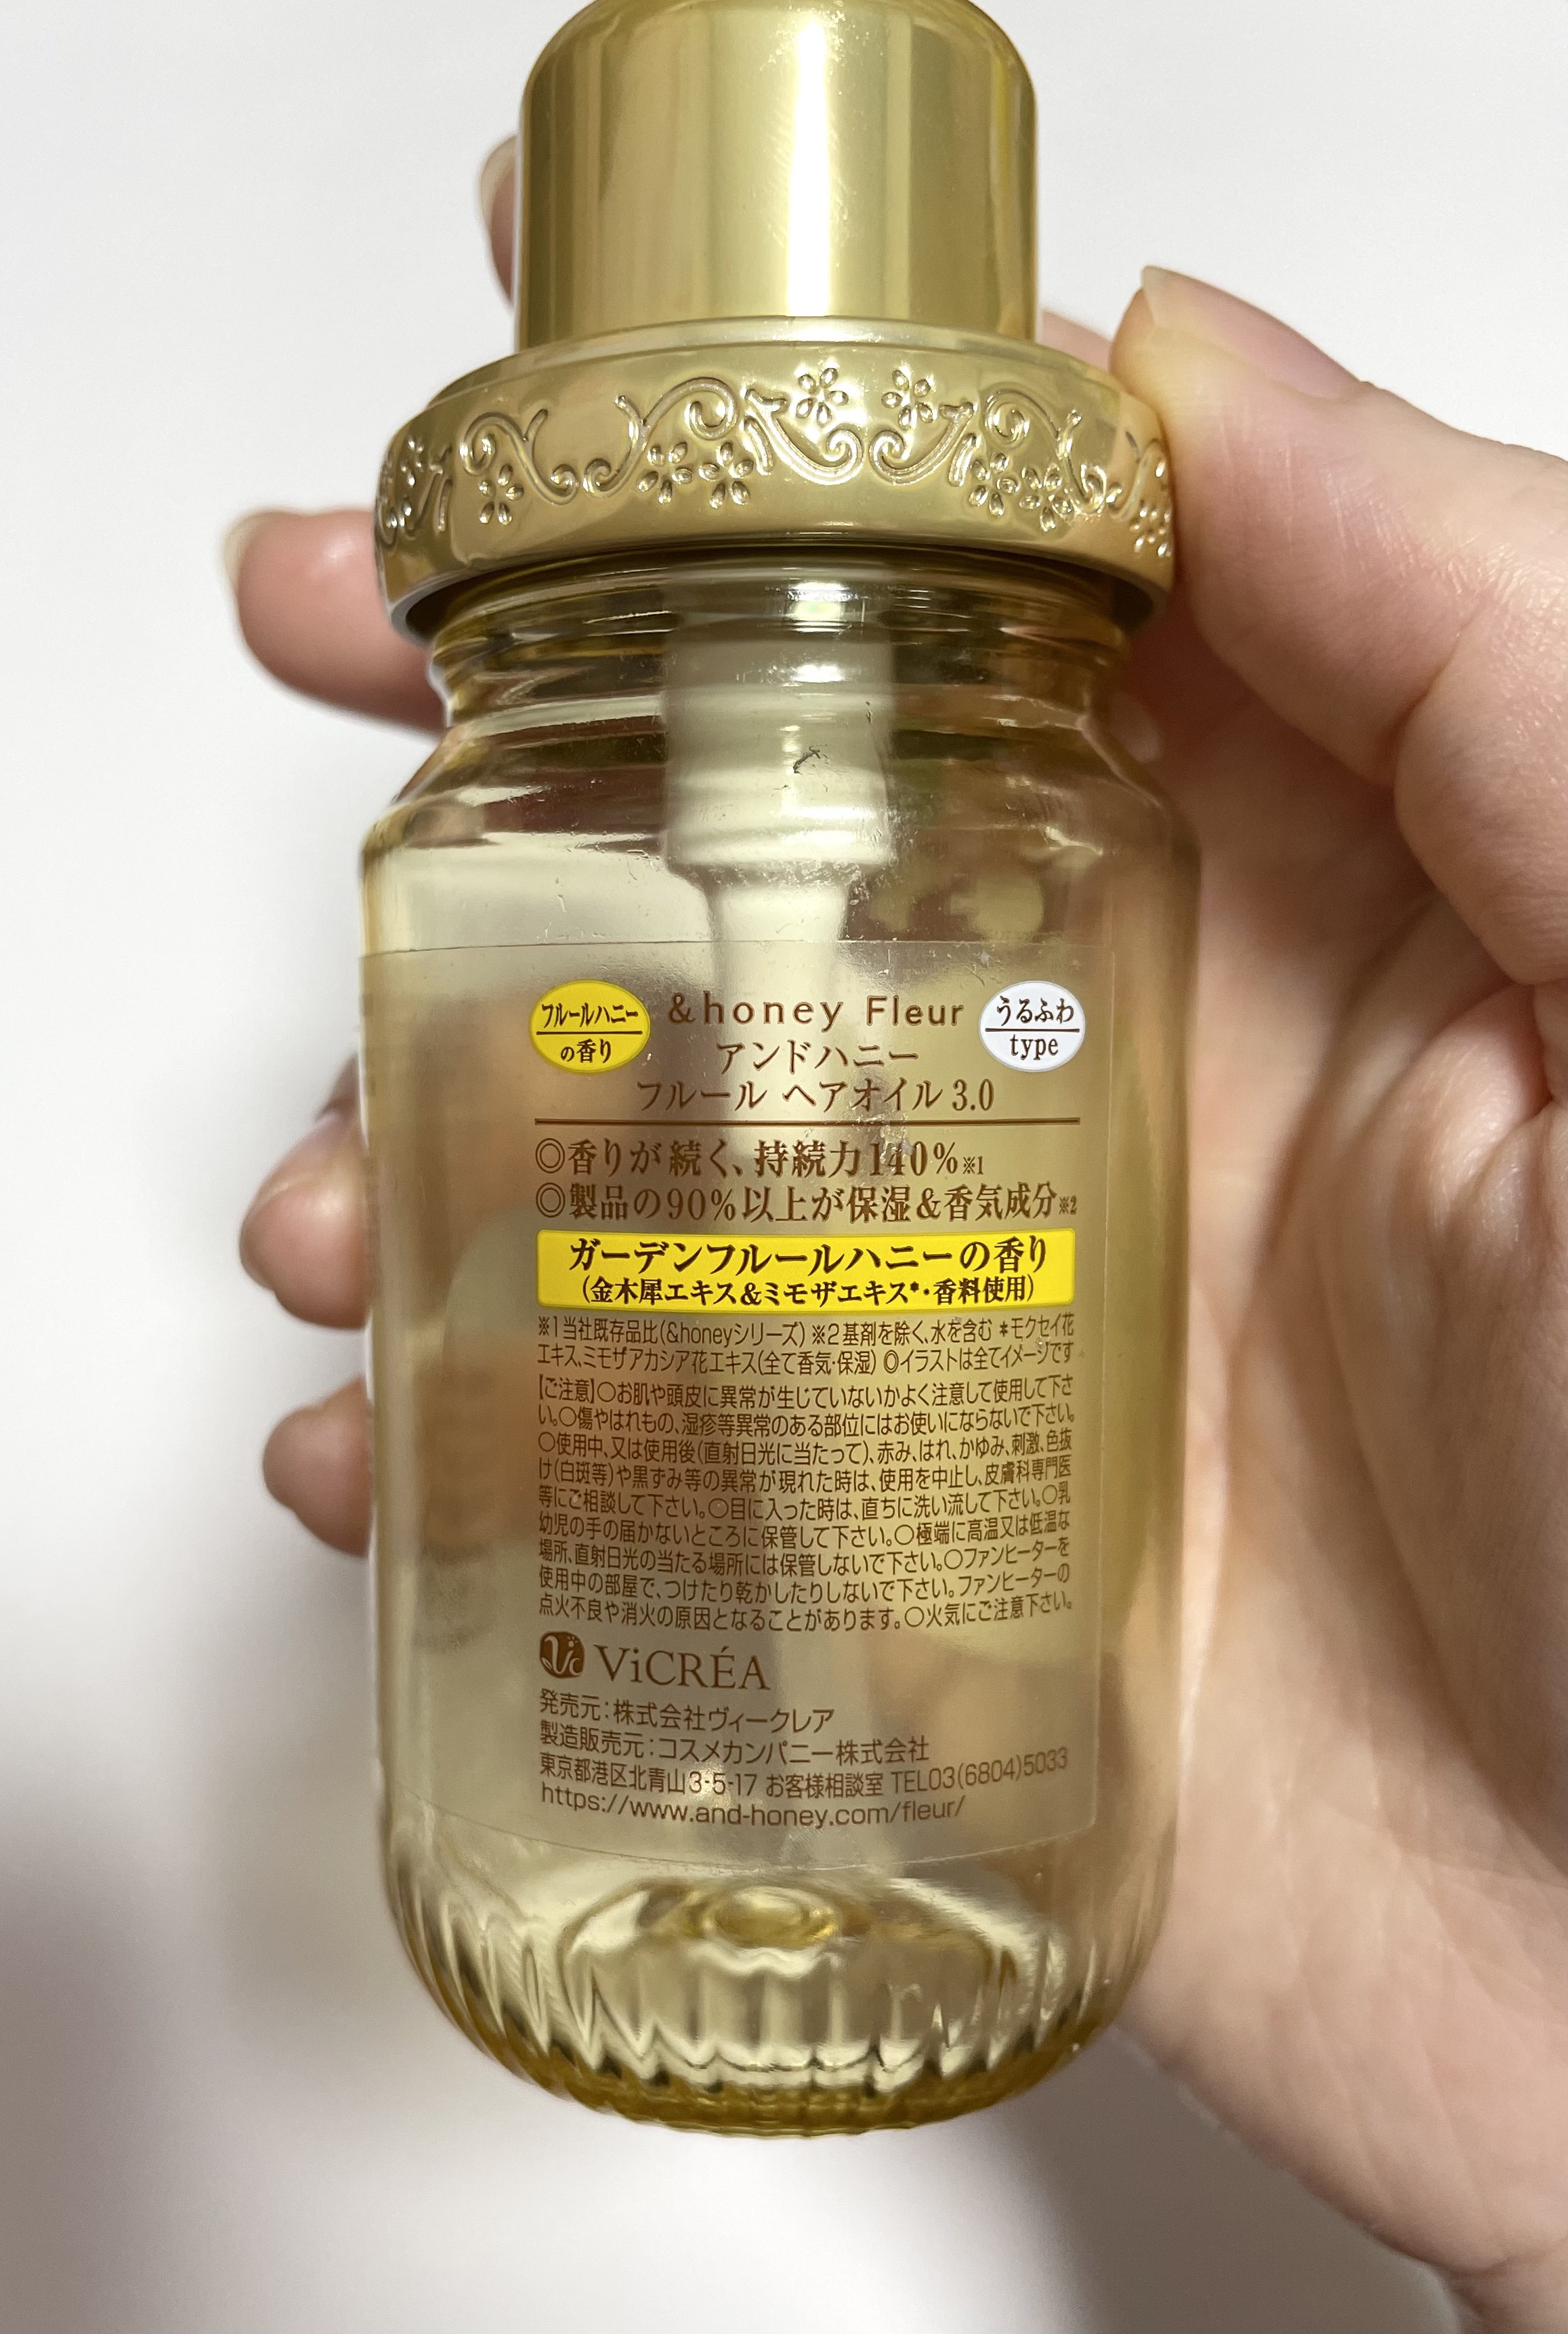 フルールハニー
の香り
&honey Fleur
うるふわ
type
アンドハニー
フルール ヘアオイル 3.0
◎香りが続く、持続力140%※1
◎製品の90%以上が保湿&香気成分※2
ガーデンフルールハニーの香り
(金木犀エキス&ミモザエキス*・香料使用)
※1当社既存品比(&honeyシリーズ) ※2基剤を除く、水を含む *モクセイ花
エキス、ミモザアカシア花エキス(全て香気・保湿) ◎イラストは全てイメージです
【ご注意】○お肌や頭皮に異常が生じていないかよく注意して使用して下さ
い。○傷やはれもの、湿疹等異常のある部位にはお使いにならないで下さい。
○使用中、又は使用後(直射日光に当たって)、赤み、はれ、かゆみ、刺激、色抜
け(白斑等)や黒ずみ等の異常が現れた時は、使用を中止し、皮膚科専門医
等にご相談して下さい。○目に入った時は、直ちに洗い流して下さい。○乳
幼児の手の届かないところに保管して下さい。○極端に高温又は低温な
場所、直射日光の当たる場所には保管しないで下さい。○ファンヒーターを
使用中の部屋で、つけたり乾かしたりしないで下さい。ファンヒーターの
点火不良や消火の原因となることがあります。○火気にご注意下さい。
Vic ViCRÉA
発売元:株式会社ヴィークレア
製造販売元:コスメカンパニー株式会社
東京都港区北青山3-5-17 お客様相談室 TEL03(6804)5033
https://www.and-honey.com/fleur/